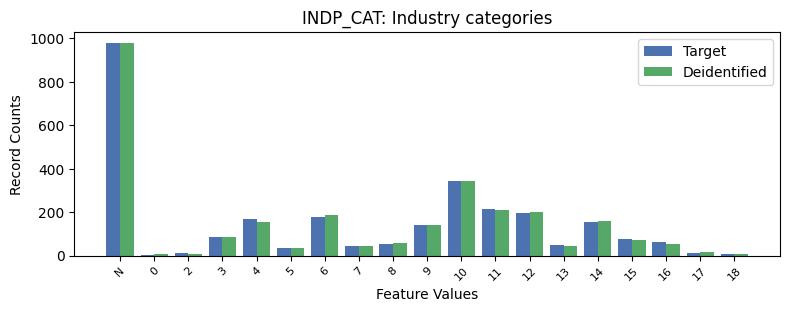 INDP_CAT: Industry categories
Target
Deidentified
Record Counts
1000
800
600
400
200
0
N 0 2 3 4 5 6 7 8 9 10 11 12 13 14 15 16 17 18
Feature Values